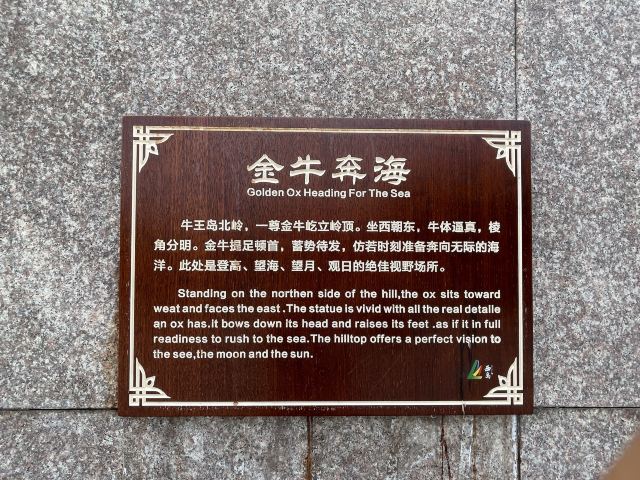 金牛奔海
Golden Ox Heading For The Sea
牛王岛北岭，一尊金牛屹立岭顶。坐西朝东，牛体逼真，棱
角分明。金牛提足顿首，蓄势待发，仿若时刻准备奔向无际的海
洋。此处是登高、望海、望月、观日的绝佳视野场所。
Standing on the northen side of the hill,the ox sits toward
weat and faces the east .The statue is vivid with all the real detaile
an ox has.it bows down its head and raises its feet .as if it in full
readiness to rush to the sea.The hilltop offers a perfect vision to
the see,the moon and the sun.